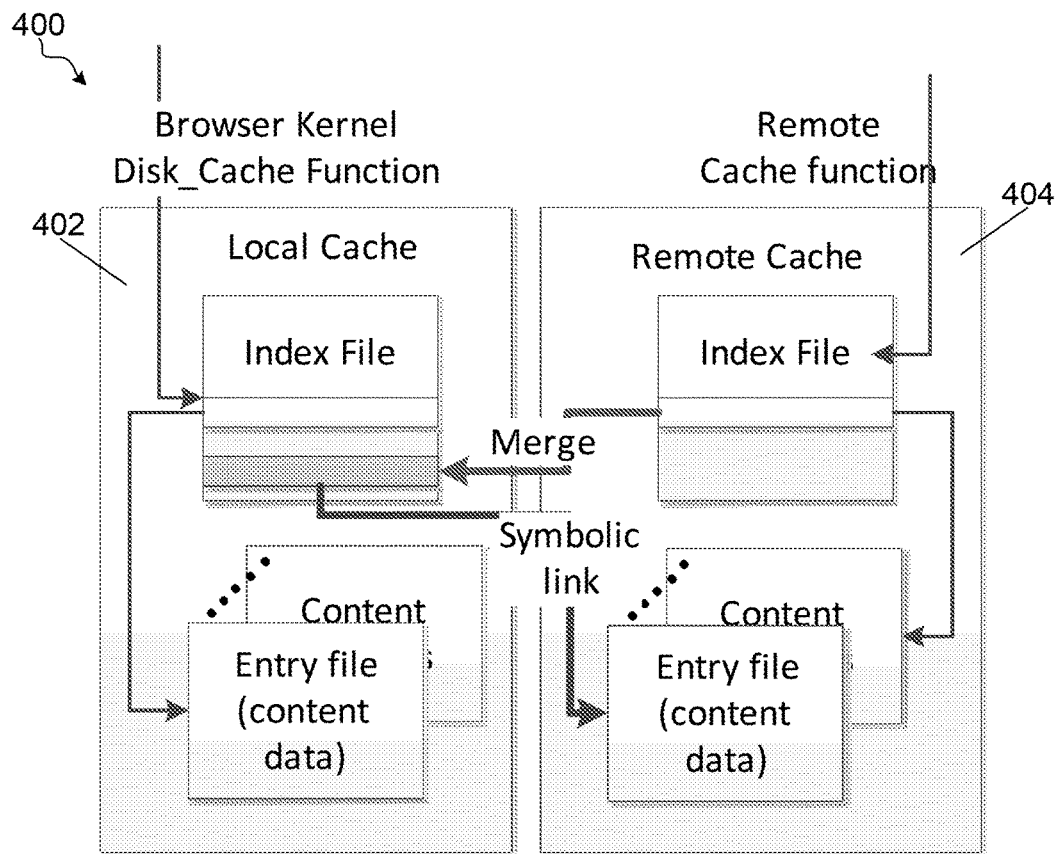 400
Browser Kernel
Disk_Cache Function
Remote
Cache function
402
404
Local Cache
Remote Cache
Index File
Index File
Merge
Symbolic
link
Content
Content
Entry file
(content
data)
Entry file
(content
data)